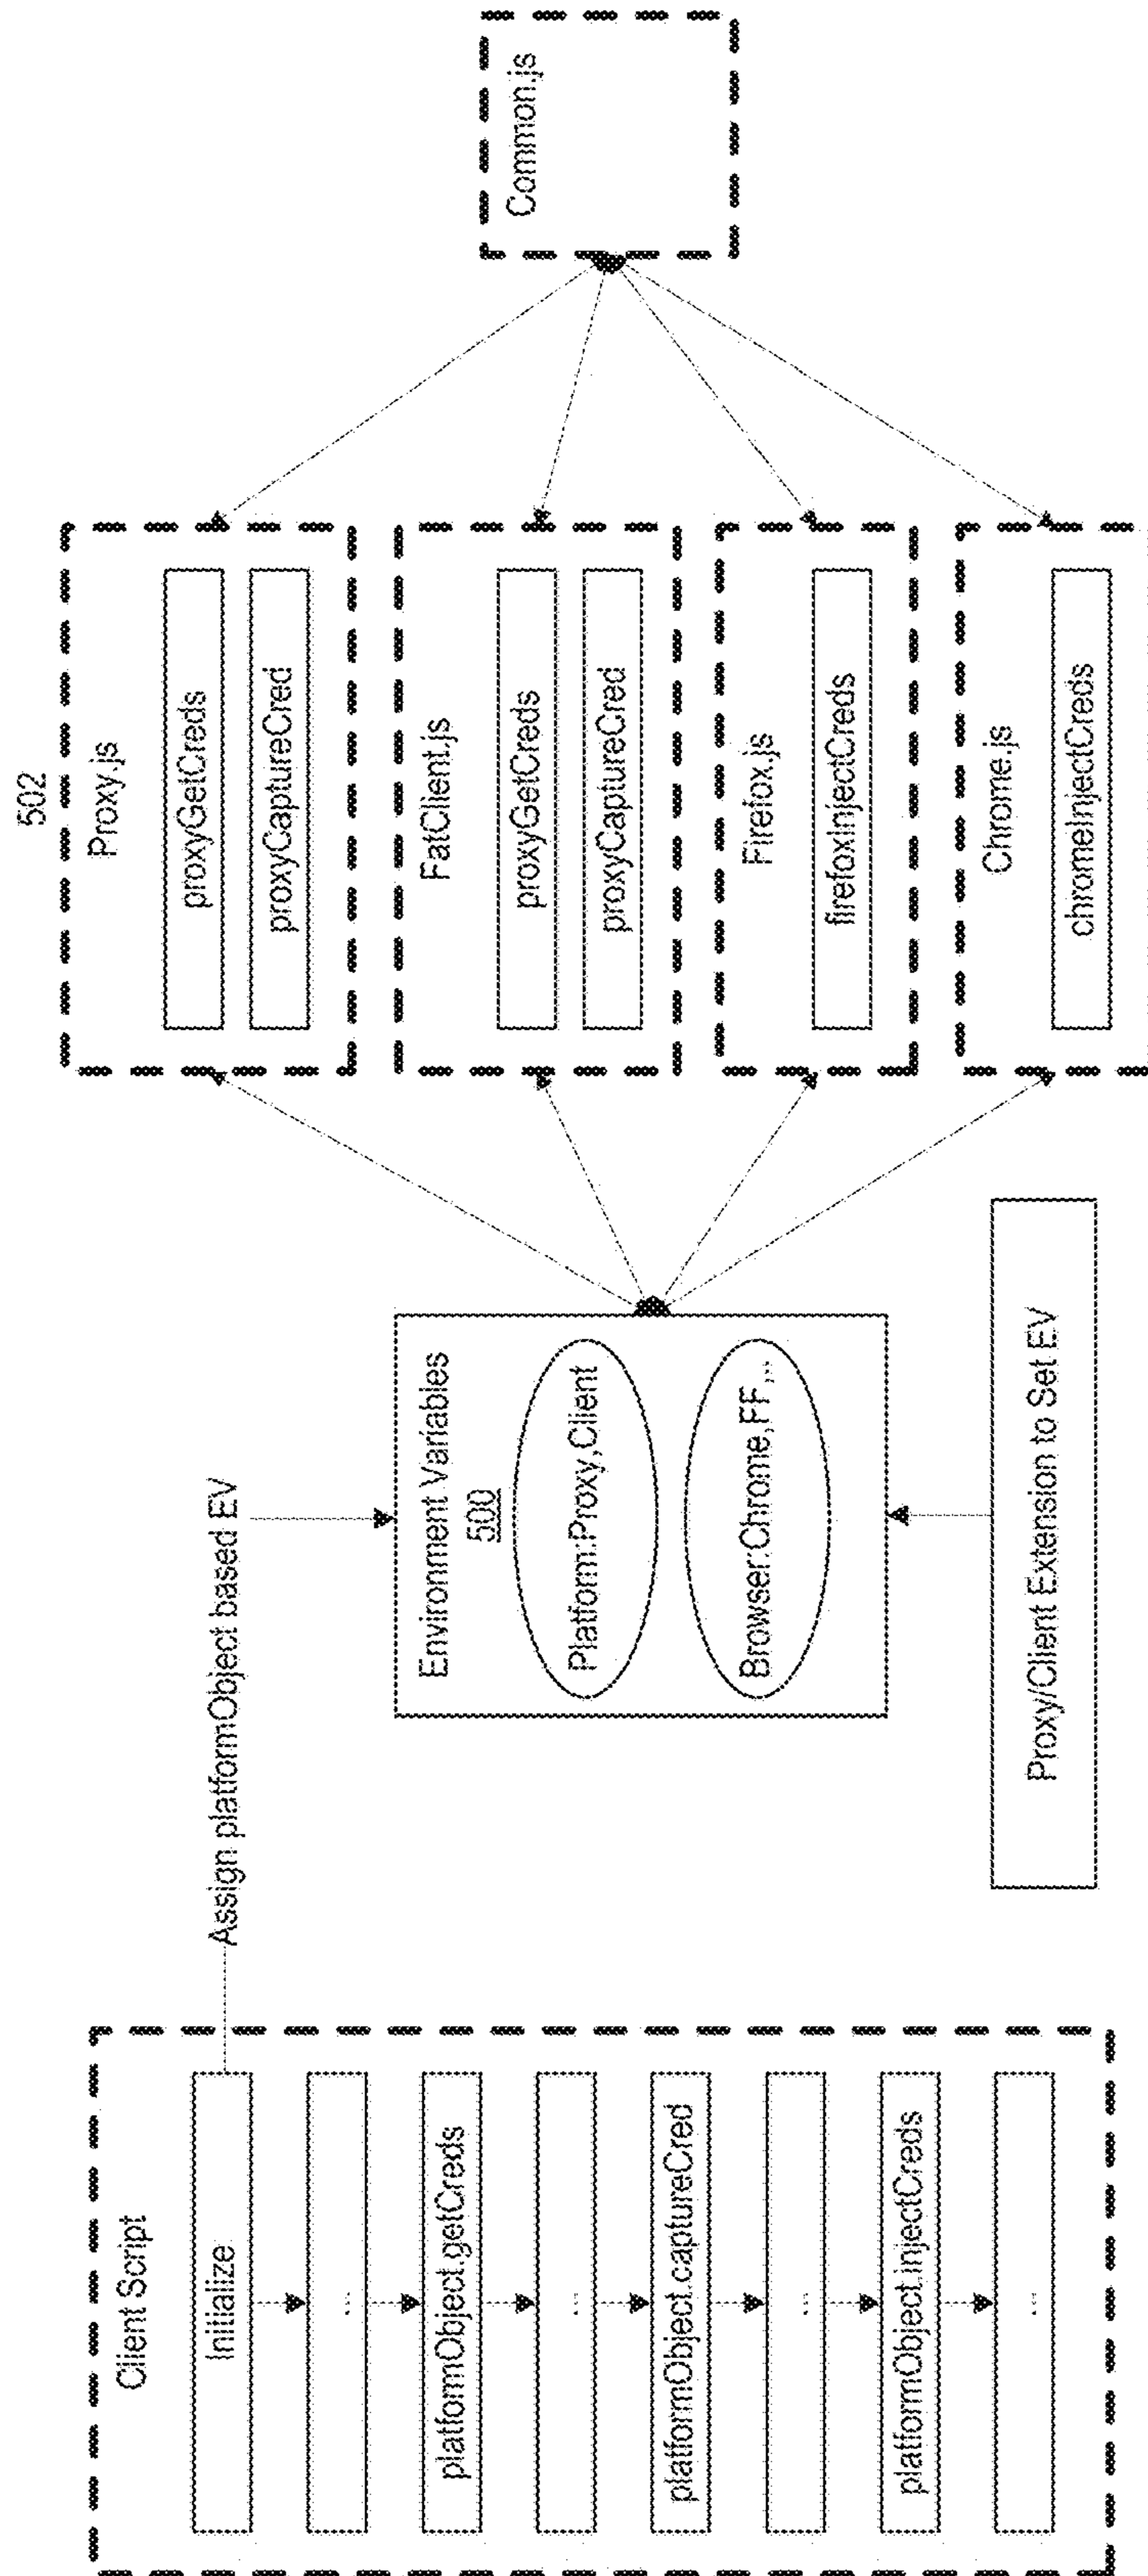 Client Script
Initialize
...
platformObject.getCreds
...
platformObject.captureCred
...
platformObject.injectCreds
...
Assign platformObject based EV
Environment Variables
500
Platform:Proxy,Client
Browser:Chrome,FF,..
Proxy/Client Extension to Set EV
502
Proxy.js
proxyGetCreds
proxyCaptureCred
FatClient.js
proxyGetCreds
proxyCaptureCred
Firefox.js
firefoxInjectCreds
Chrome.js
chromeInjectCreds
Common.js